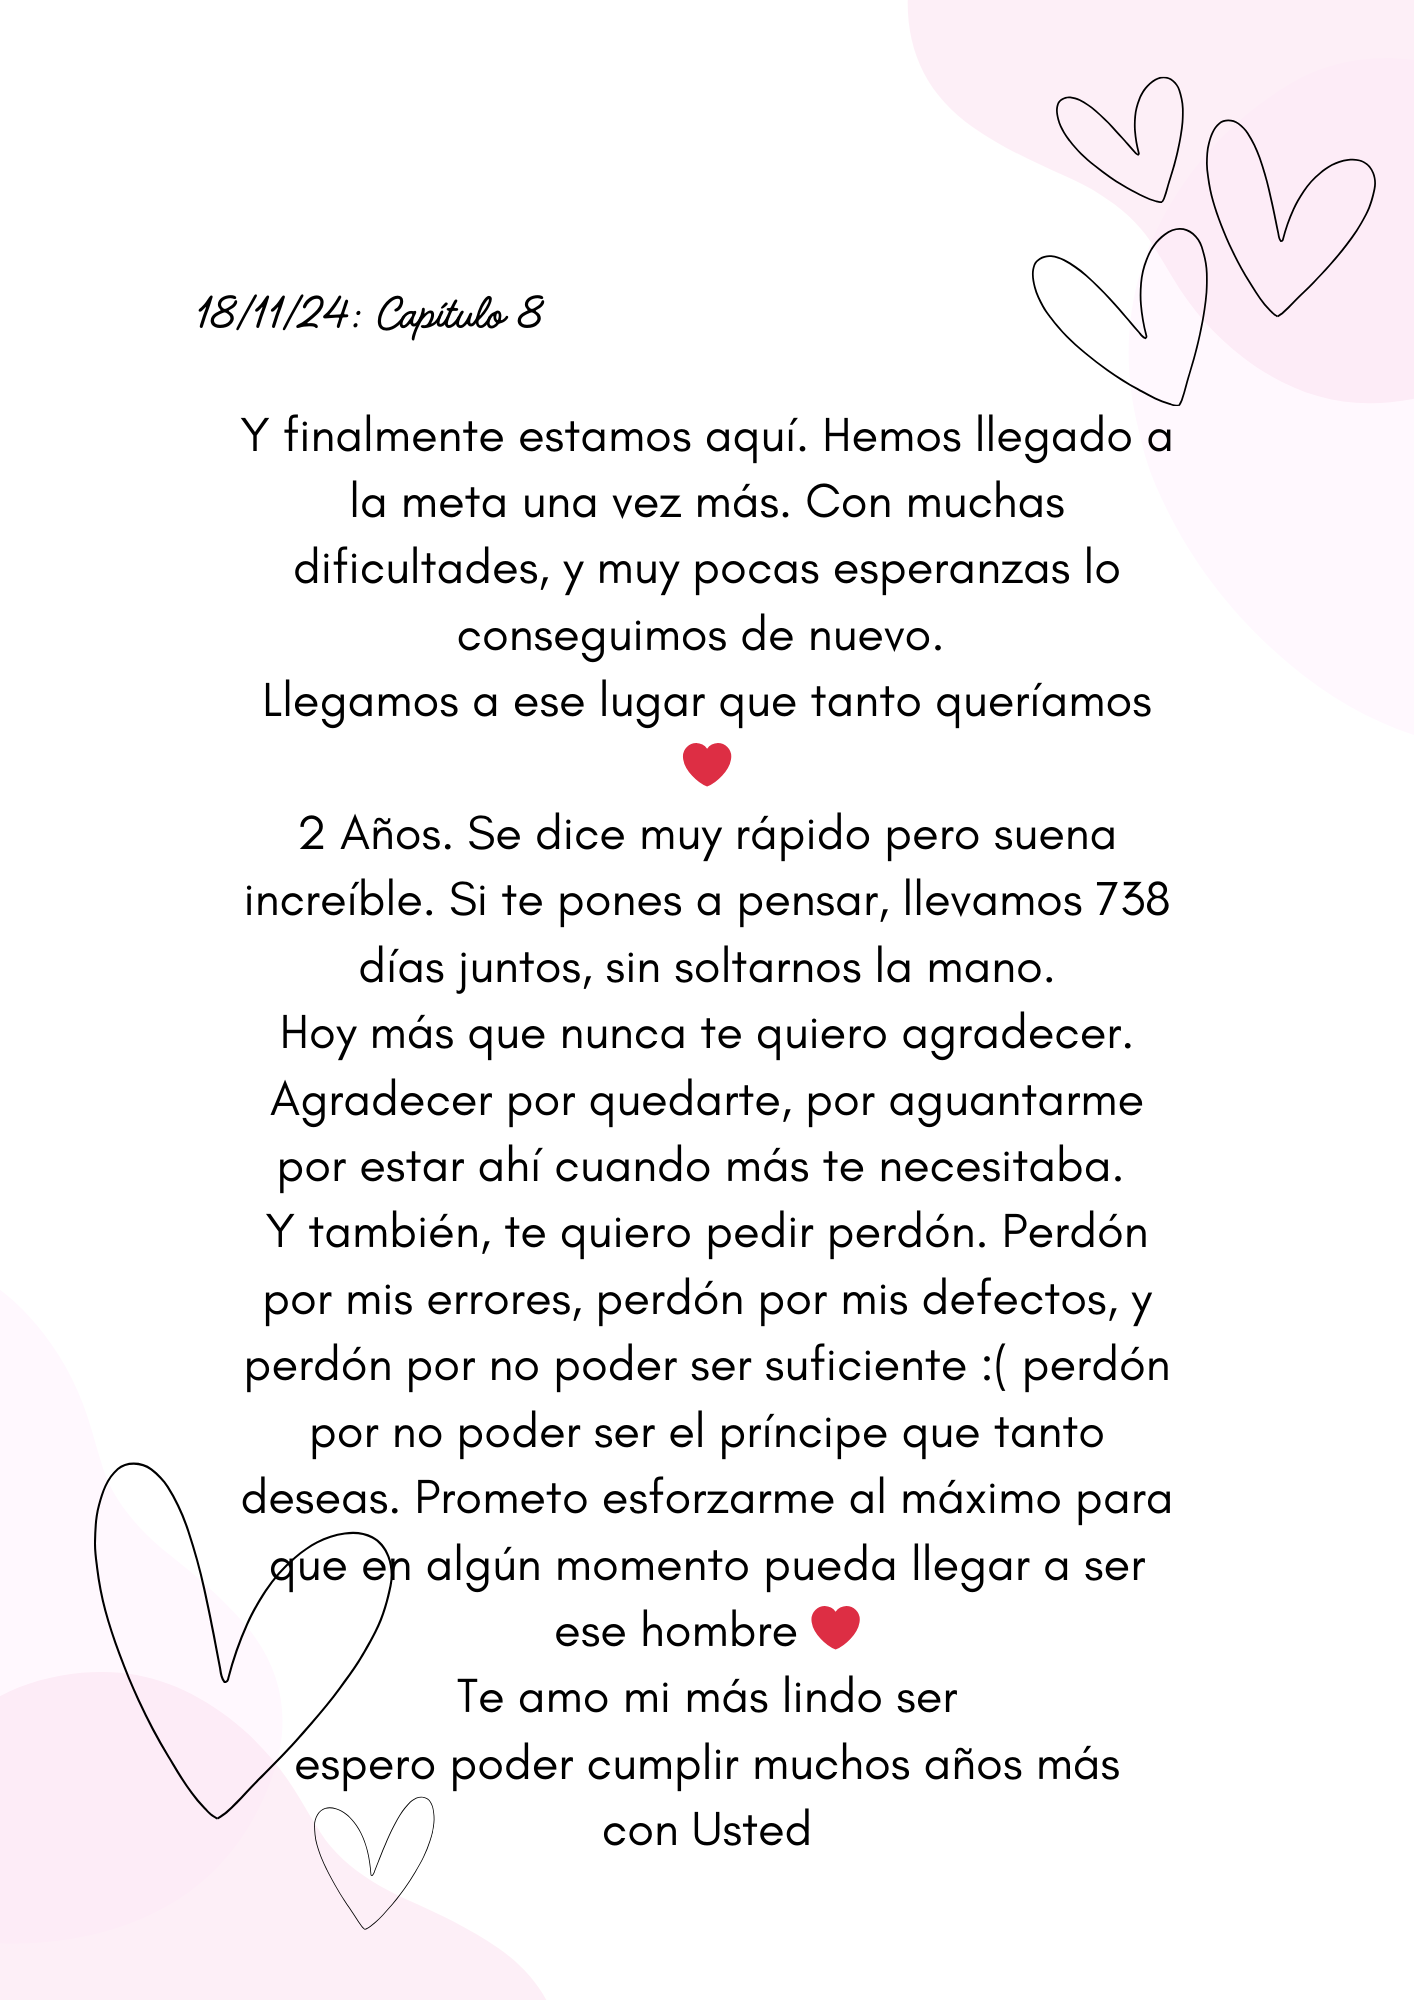 18/11/24: Capítulo 8
Y finalmente estamos aquí. Hemos llegado a
la meta una vez más. Con muchas
dificultades, y muy pocas esperanzas lo
conseguimos de nuevo.
Llegamos a ese lugar que tanto queríamos
❤
2 Años. Se dice muy rápido pero suena
increíble. Si te pones a pensar, llevamos 738
días juntos, sin soltarnos la mano.
Hoy más que nunca te quiero agradecer.
Agradecer por quedarte, por aguantarme
por estar ahí cuando más te necesitaba.
Y también, te quiero pedir perdón. Perdón
por mis errores, perdón por mis defectos, y
perdón por no poder ser suficiente :( perdón
por no poder ser el príncipe que tanto
deseas. Prometo esforzarme al máximo para
que en algún momento pueda llegar a ser
ese hombre ❤
Te amo mi más lindo ser
espero poder cumplir muchos años más
con Usted